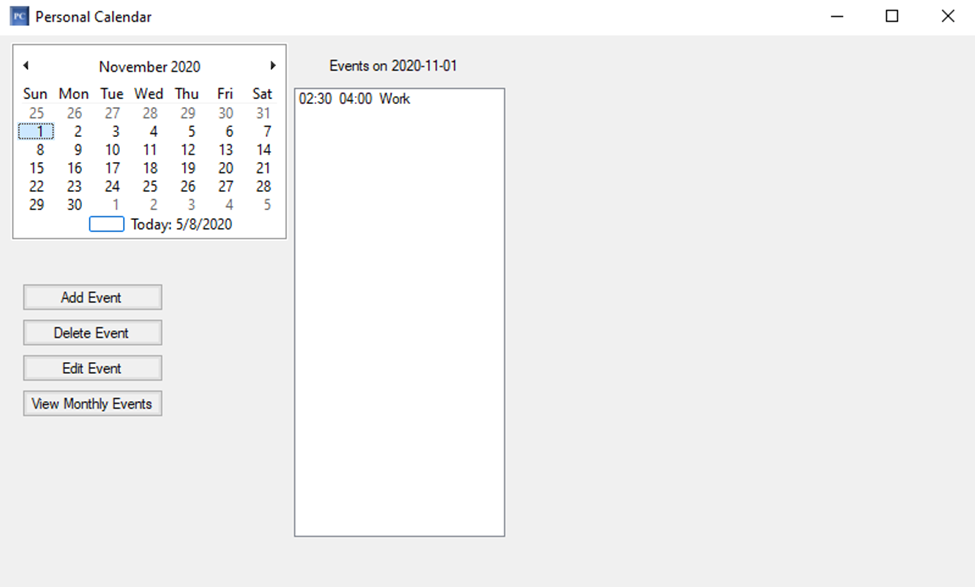 PC Personal Calendar
November 2020
Sun Mon Tue Wed Thu Fri Sat
25 26 27 28 29 30 31
1 2 3 4 5 6 7
8 9 10 11 12 13 14
15 16 17 18 19 20 21
22 23 24 25 26 27 28
29 30 1 2 3 4 5
Today: 5/8/2020
Add Event
Delete Event
Edit Event
View Monthly Events
Events on 2020-11-01
02:30 04:00 Work